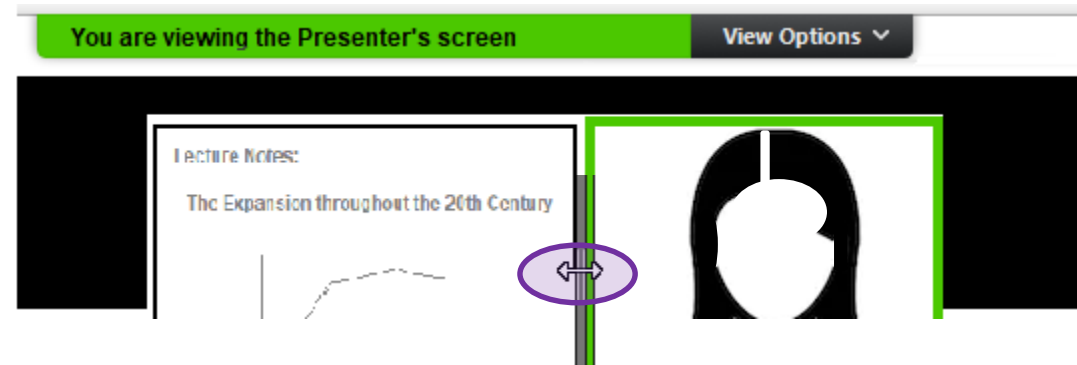 You are viewing the Presenter's screen
View Options
Lecture Notes:
The Expansion throughout the 20th Century